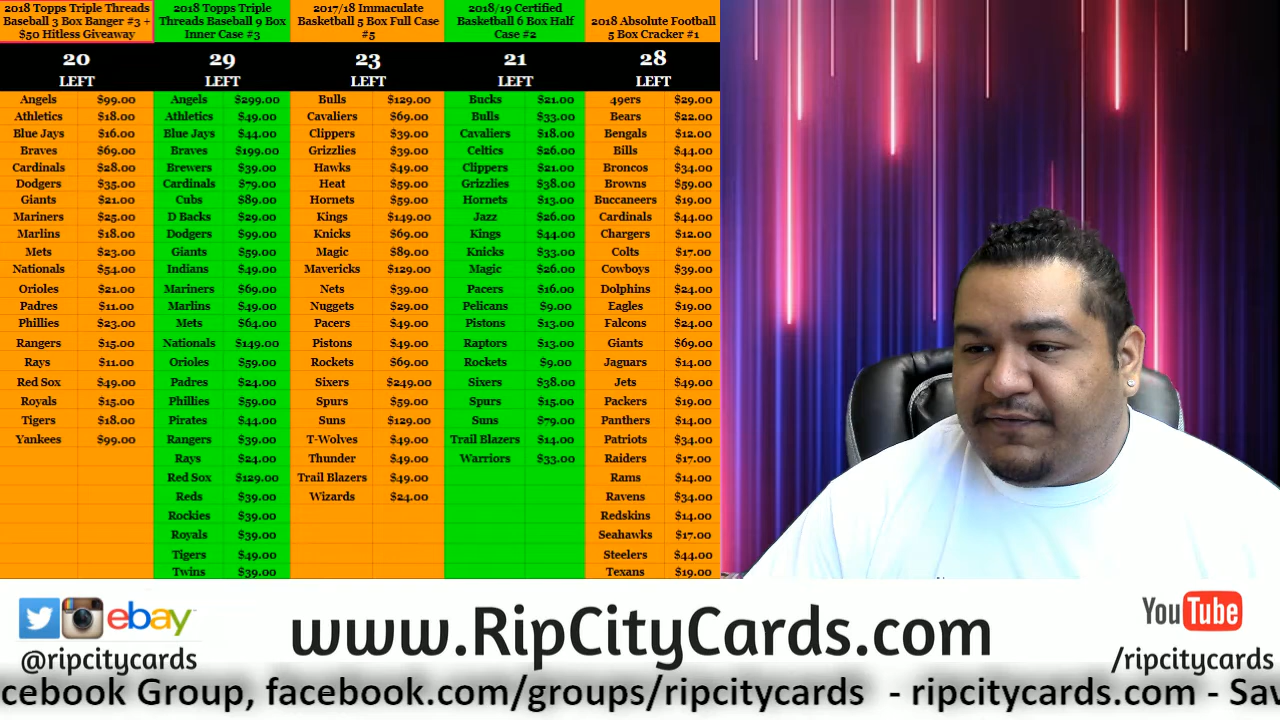 2018 Topps Triple Threads
Baseball 3 Box Banger #3 +
$50 Hitless Giveaway
20
LEFT
Angels $99.00
Athletics $18.00
Blue Jays $16.00
Braves $69.00
Cardinals $28.00
Dodgers $35.00
Giants $21.00
Mariners $25.00
Marlins $18.00
Mets $23.00
Nationals $54.00
Orioles $21.00
Padres $11.00
Phillies $23.00
Rangers $15.00
Rays $11.00
Red Sox $49.00
Royals $15.00
Tigers $18.00
Yankees $99.00
2018 Topps Triple
Threads Baseball 9 Box
Inner Case #3
29
LEFT
Angels $299.00
Athletics $49.00
Blue Jays $44.00
Braves $199.00
Brewers $39.00
Cardinals $79.00
Cubs $89.00
D Backs $29.00
Dodgers $99.00
Giants $59.00
Indians $49.00
Mariners $69.00
Marlins $49.00
Mets $64.00
Nationals $149.00
Orioles $59.00
Padres $24.00
Phillies $59.00
Pirates $44.00
Rangers $39.00
Rays $24.00
Red Sox $129.00
Reds $39.00
Rockies $39.00
Royals $39.00
Tigers $49.00
Twins $39.00
2017/18 Immaculate
Basketball 5 Box Full Case
#5
23
LEFT
Bulls $129.00
Cavaliers $69.00
Clippers $39.00
Grizzlies $39.00
Hawks $49.00
Heat $59.00
Hornets $59.00
Kings $149.00
Knicks $69.00
Magic $89.00
Mavericks $129.00
Nets $39.00
Nuggets $29.00
Pacers $49.00
Pistons $49.00
Rockets $69.00
Sixers $249.00
Spurs $59.00
Suns $129.00
T-Wolves $49.00
Thunder $49.00
Trail Blazers $49.00
Wizards $24.00
2018/19 Certified
Basketball 6 Box Half
Case #2
21
LEFT
Bucks $21.00
Bulls $33.00
Cavaliers $18.00
Celtics $26.00
Clippers $21.00
Grizzlies $38.00
Hornets $13.00
Jazz $26.00
Kings $44.00
Knicks $33.00
Magic $26.00
Pacers $16.00
Pelicans $9.00
Pistons $13.00
Raptors $13.00
Rockets $9.00
Sixers $38.00
Spurs $15.00
Suns $79.00
Trail Blazers $14.00
Warriors $33.00
2018 Absolute Football
5 Box Cracker #1
28
LEFT
49ers $29.00
Bears $22.00
Bengals $12.00
Bills $44.00
Broncos $34.00
Browns $59.00
Buccaneers $19.00
Cardinals $44.00
Chargers $12.00
Colts $17.00
Cowboys $39.00
Dolphins $24.00
Eagles $19.00
Falcons $24.00
Giants $69.00
Jaguars $14.00
Jets $49.00
Packers $19.00
Panthers $14.00
Patriots $34.00
Raiders $17.00
Rams $14.00
Ravens $34.00
Redskins $14.00
Seahawks $17.00
Steelers $44.00
Texans $19.00
ebay
@ripcitycards
www.RipCityCards.com
YouTube
/ripcitycards
cebook Group, facebook.com/groups/ripcitycards - ripcitycards.com - Sav